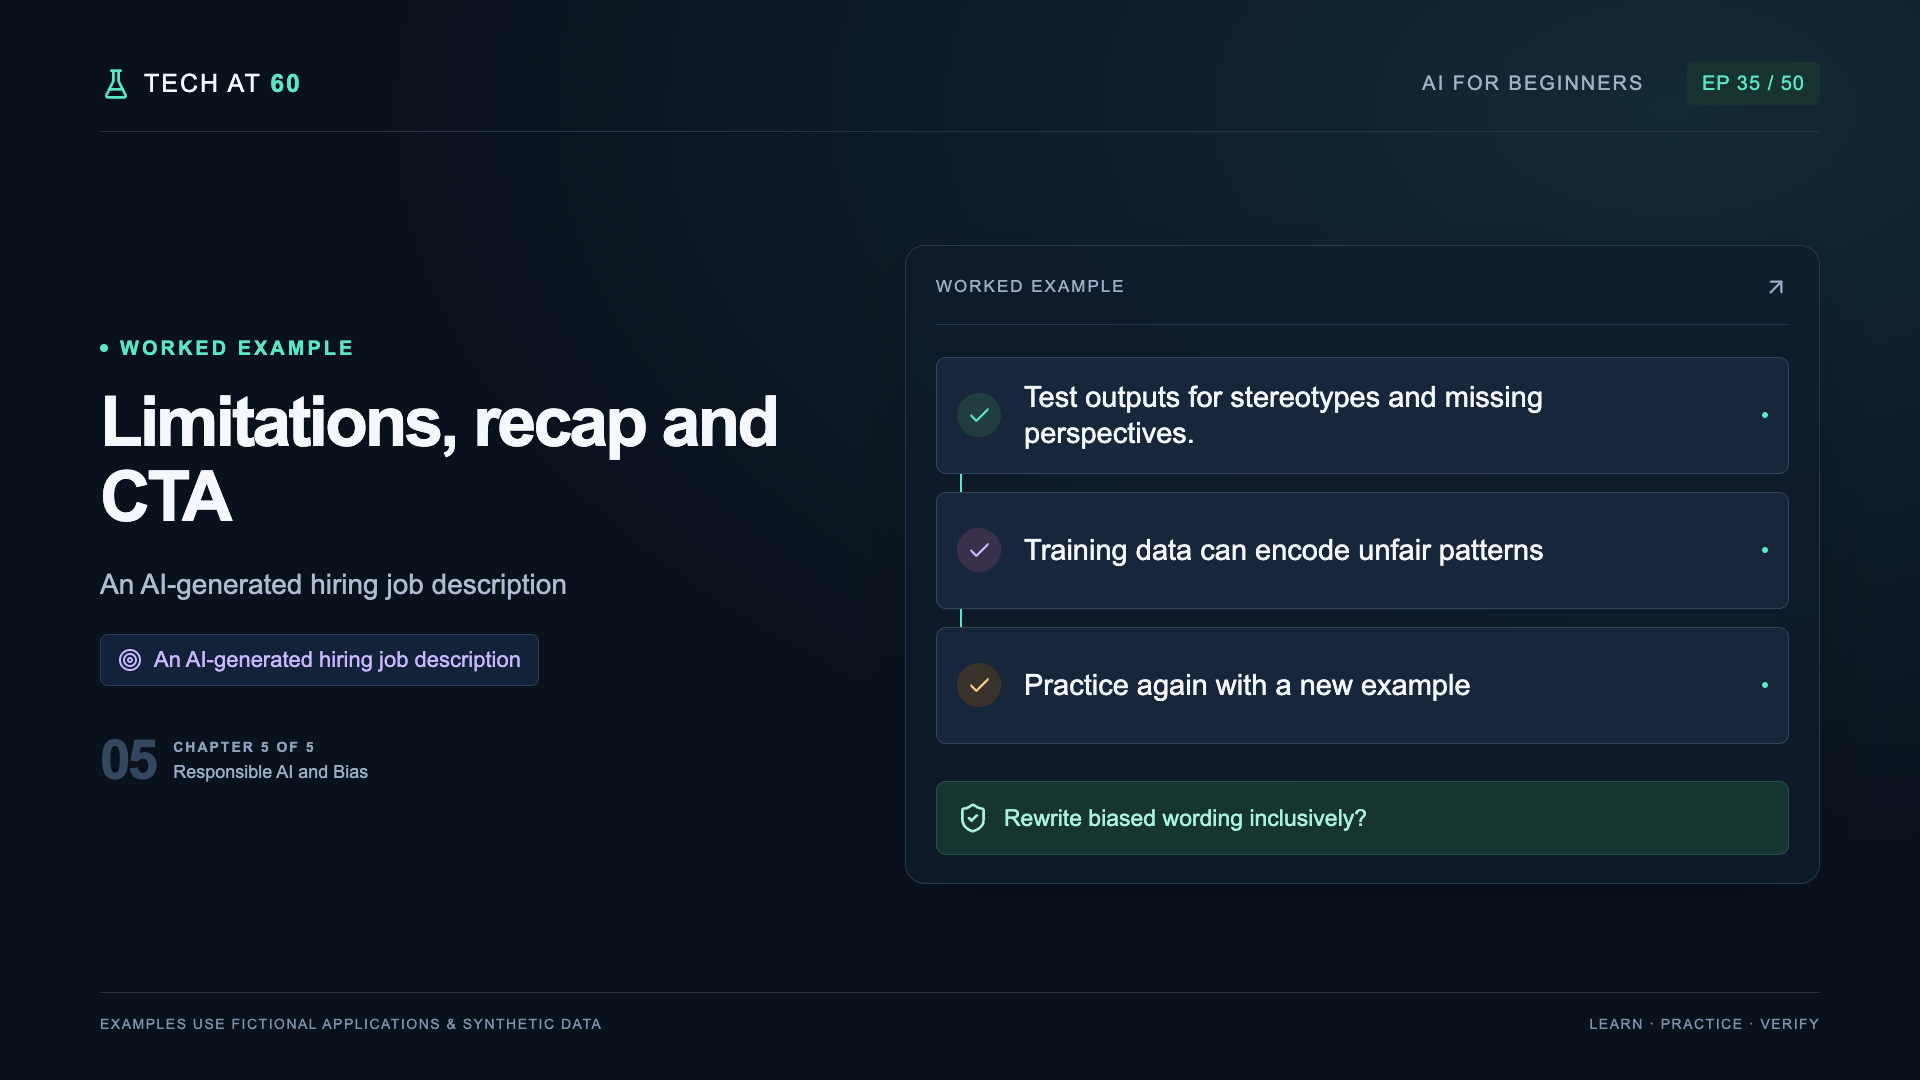 TECH AT 60
AI FOR BEGINNERS
EP 35 / 50
WORKED EXAMPLE
Limitations, recap and
CTA
An AI-generated hiring job description
An AI-generated hiring job description
05
CHAPTER 5 OF 5
Responsible AI and Bias
WORKED EXAMPLE
Test outputs for stereotypes and missing
perspectives.
Training data can encode unfair patterns
Practice again with a new example
Rewrite biased wording inclusively?
EXAMPLES USE FICTIONAL APPLICATIONS & SYNTHETIC DATA
LEARN · PRACTICE · VERIFY